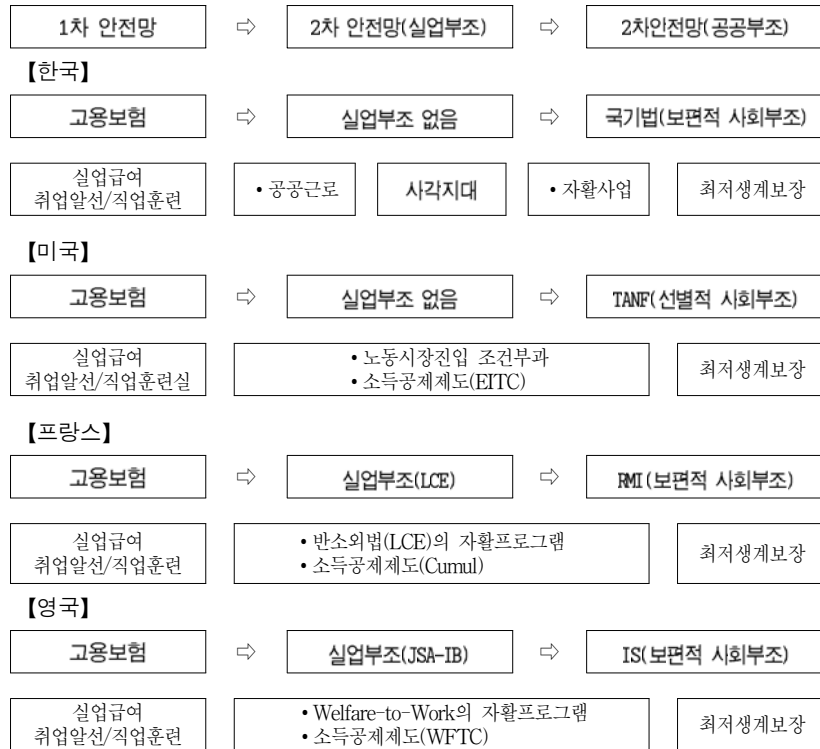 1차 안전망 ⇨ 2차 안전망(실업부조) ⇨ 2차안전망(공공부조)
【한국】
고용보험 ⇨ 실업부조 없음 ⇨ 국기법(보편적 사회부조)
실업급여
취업알선/직업훈련
• 공공근로
사각지대
• 자활사업
최저생계보장
【미국】
고용보험 ⇨ 실업부조 없음 ⇨ TANF(선별적 사회부조)
실업급여
취업알선/직업훈련실
• 노동시장진입 조건부과
• 소득공제제도(EITC)
최저생계보장
【프랑스】
고용보험 ⇨ 실업부조(LCE) ⇨ RMI(보편적 사회부조)
실업급여
취업알선/직업훈련
• 반소외법(LCE)의 자활프로그램
• 소득공제제도(Cumul)
최저생계보장
【영국】
고용보험 ⇨ 실업부조(JSA-IB) ⇨ IS(보편적 사회부조)
실업급여
취업알선/직업훈련
• Welfare-to-Work의 자활프로그램
• 소득공제제도(WFTC)
최저생계보장